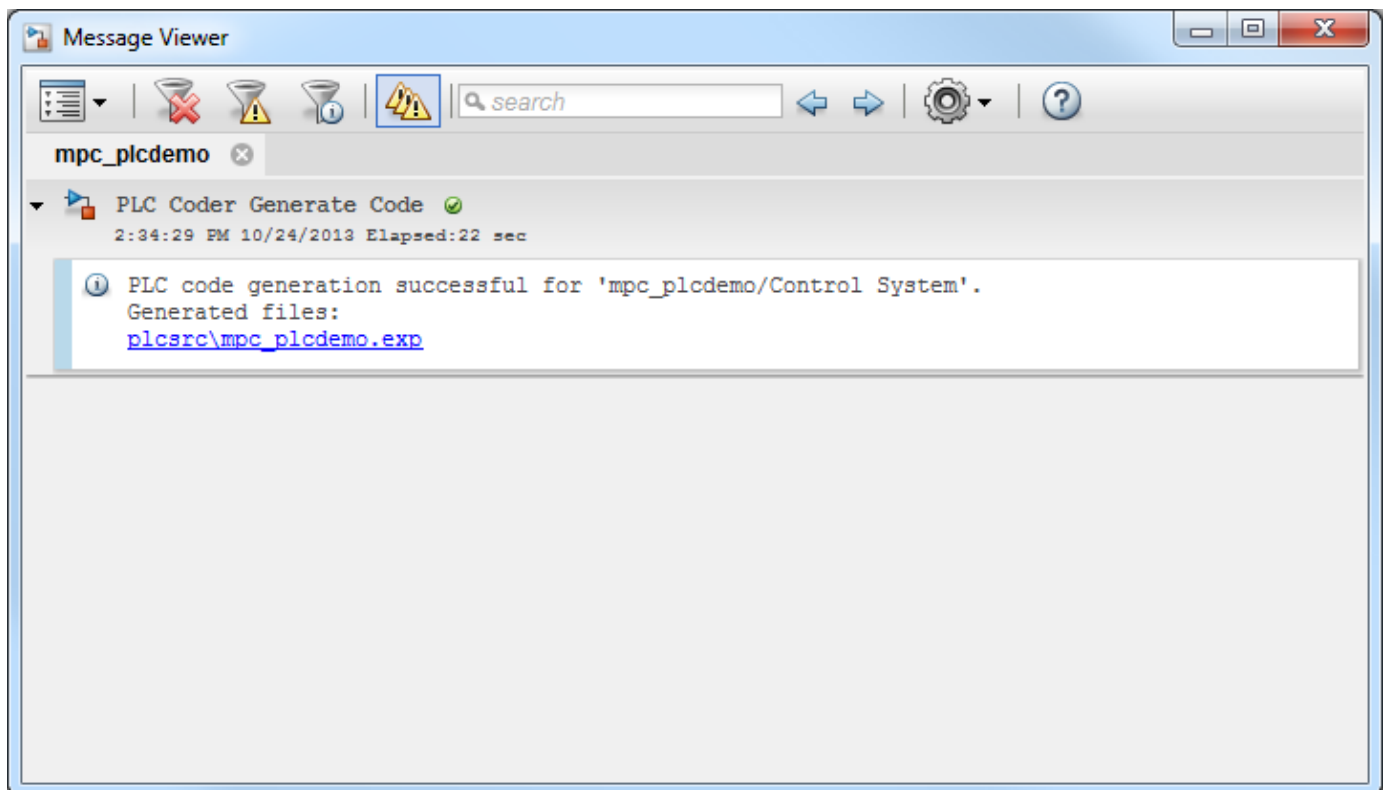 Message Viewer
search
mpc_plcdemo
PLC Coder Generate Code
2:34:29 PM 10/24/2013 Elapsed:22 sec
PLC code generation successful for 'mpc_plcdemo/Control System'.
Generated files:
plcsrc\mpc_plcdemo.exp